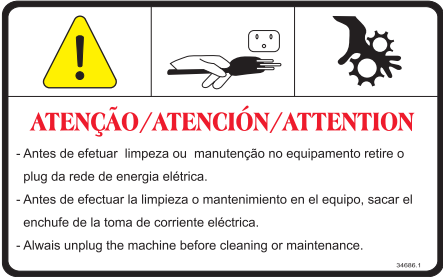 ATENÇÃO/ATENCIÓN/ATTENTION
- Antes de efetuar limpeza ou manutenção no equipamento retire o
plug da rede de energia elétrica.
- Antes de efectuar la limpieza o mantenimiento en el equipo, sacar el
enchufe de la toma de corriente eléctrica.
- Alwais unplug the machine before cleaning or maintenance.
34686.1